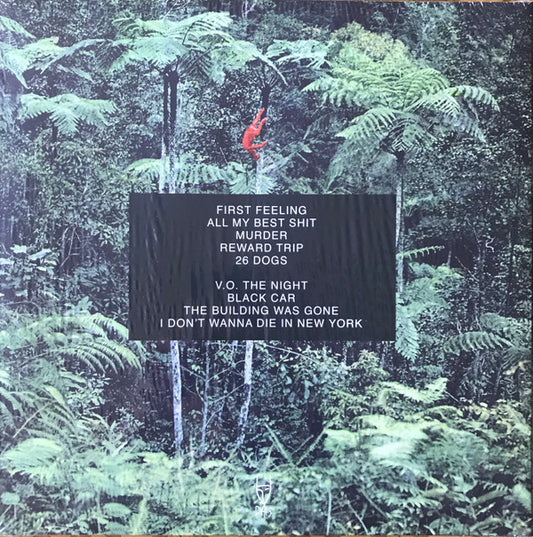 FIRST FEELING
ALL MY BEST SHIT
MURDER
REWARD TRIP
26 DOGS
V.O. THE NIGHT
BLACK CAR
THE BUILDING WAS GONE
I DON'T WANNA DIE IN NEW YORK